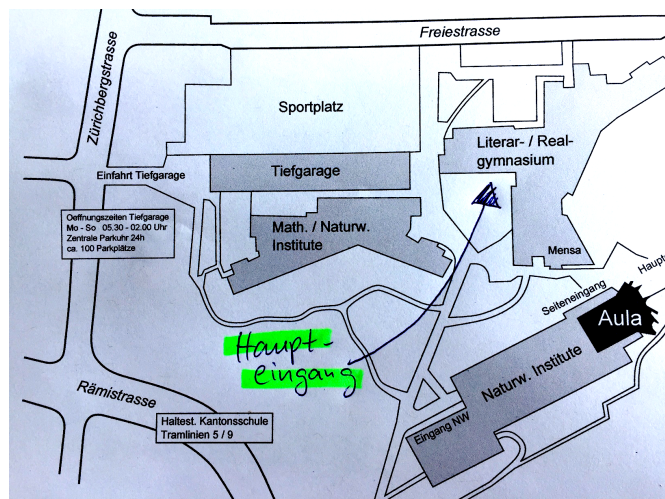 Freiestrasse
Zürichbergstrasse
Sportplatz
Literar- / Real-
gymnasium
Einfahrt Tiefgarage
Tiefgarage
Oeffnungszeiten Tiefgarage
Mo - So 05.30 - 02.00 Uhr
Zentrale Parkuhr 24h
ca. 100 Parkplätze
Math. / Naturw.
Institute
Mensa
Haupt
Seiteneingang
Aula
Haupt-
eingang
Naturw. Institute
Rämistrasse
Eingang NW
Haltest. Kantonsschule
Tramlinien 5 / 9